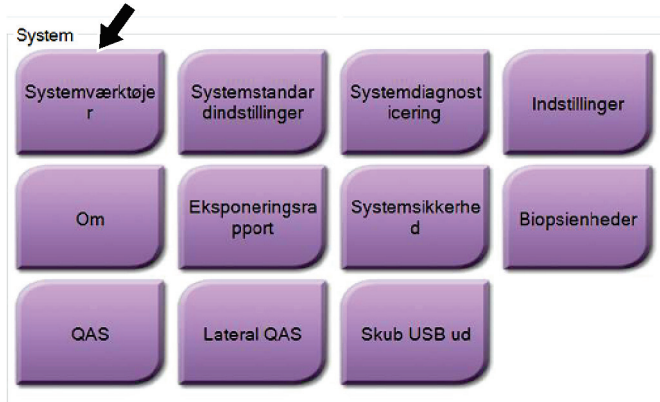 System
Systemværktøje
r
Systemstandar
dindstillinger
Systemdiagnost
icering
Indstillinger
Om
Eksponeringsra
pport
Systemsikkerhe
d
Biopsienheder
QAS
Lateral QAS
Skub USB ud